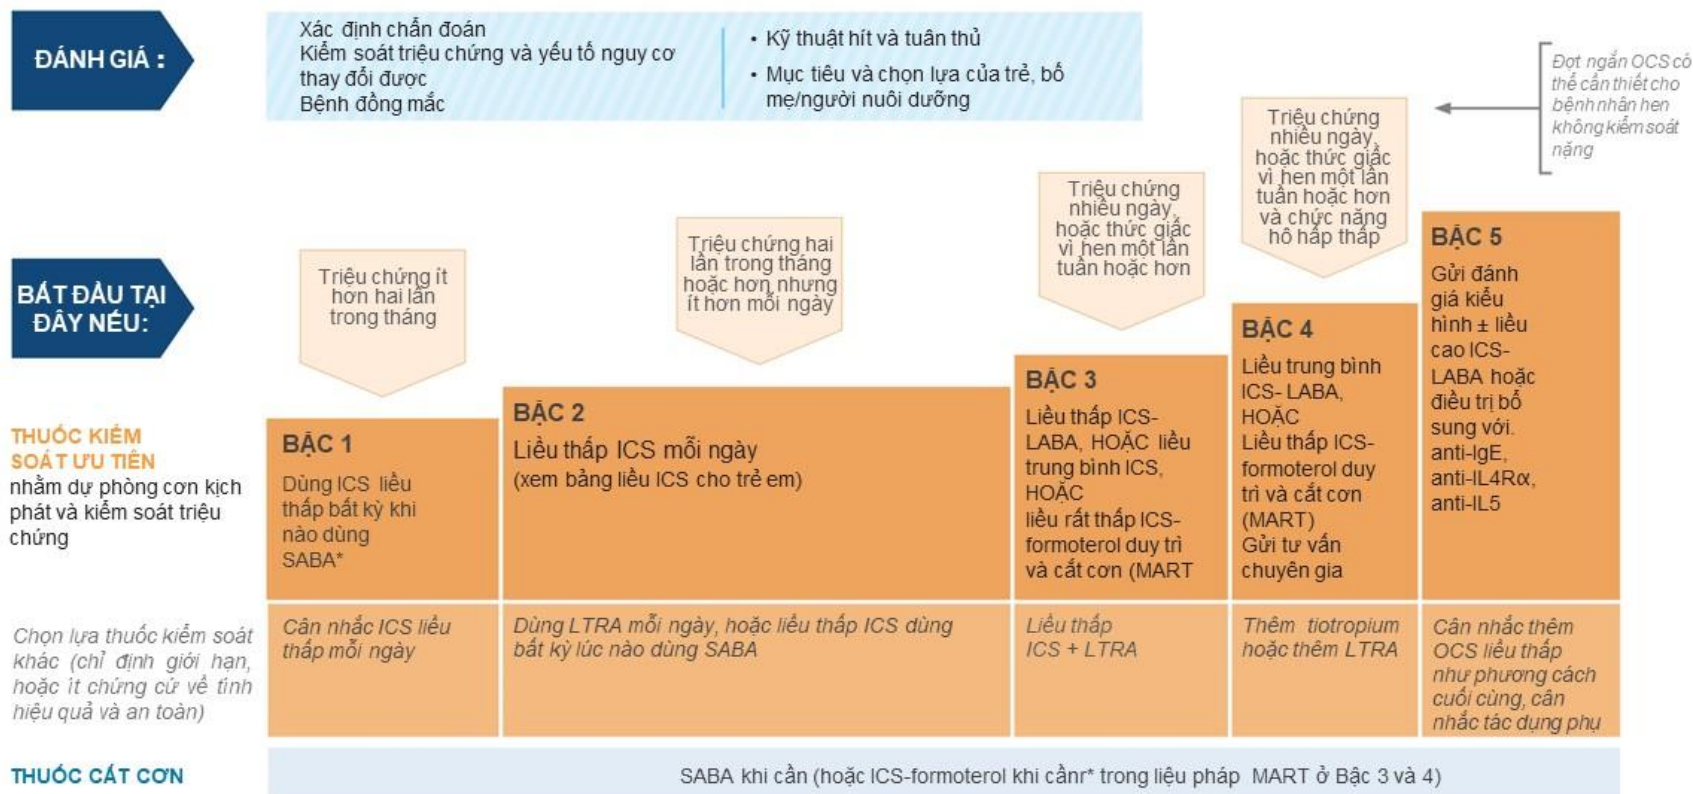 ĐÁNH GIÁ :
Xác định chẩn đoán
Kiểm soát triệu chứng và yếu tố nguy cơ
thay đổi được
Bệnh đồng mắc
• Kỹ thuật hít và tuân thủ
• Mục tiêu và chọn lựa của trẻ, bố
mẹ/người nuôi dưỡng
Đợt ngắn OCS có
thể cần thiết cho
bệnh nhân hen
không kiểm soát
nặng
BẮT ĐẦU TẠI
ĐÂY NẾU:
Triệu chứng ít
hơn hai lần
trong tháng
Triệu chứng hai
lần trong tháng
hoặc hơn nhưng
ít hơn mỗi ngày
Triệu chứng
nhiều ngày,
hoặc thức giấc
vì hen một lần
tuần hoặc hơn
Triệu chứng
nhiều ngày,
hoặc thức giấc
vì hen một lần
tuần hoặc hơn
và chức năng
hô hấp thấp
THUỐC KIỂM
SOÁT ƯU TIÊN
nhằm dự phòng cơn kịch
phát và kiểm soát triệu
chứng
BẬC 1
Dùng ICS liều
thấp bất kỳ khi
nào dùng
SABA*
BẬC 2
Liều thấp ICS mỗi ngày
(xem bảng liều ICS cho trẻ em)
BẬC 3
Liều thấp ICS-
LABA, HOẶC liều
trung bình ICS,
HOẶC
liều rất thấp ICS-
formoterol duy trì
và cắt cơn (MART
BẬC 4
Liều trung bình
ICS- LABA,
HOẶC
Liều thấp ICS-
formoterol duy
trì và cắt cơn
(MART)
Gửi tư vấn
chuyên gia
BẬC 5
Gửi đánh
giá kiểu
hình ± liều
cao ICS-
LABA hoặc
điều trị bổ
sung với.
anti-IgE,
anti-IL4Rα,
anti-IL5
Chọn lựa thuốc kiểm soát
khác (chỉ định giới hạn,
hoặc ít chứng cứ về tình
hiệu quả và an toàn)
Cân nhắc ICS liều
thấp mỗi ngày
Dùng LTRA mỗi ngày, hoặc liều thấp ICS dùng
bất kỳ lúc nào dùng SABA
Liều thấp
ICS + LTRA
Thêm tiotropium
hoặc thêm LTRA
Cân nhắc thêm
OCS liều thấp
như phương cách
cuối cùng, cân
nhắc tác dụng phụ
THUỐC CẮT CƠN
SABA khi cần (hoặc ICS-formoterol khi cầnr* trong liệu pháp MART ở Bậc 3 và 4)